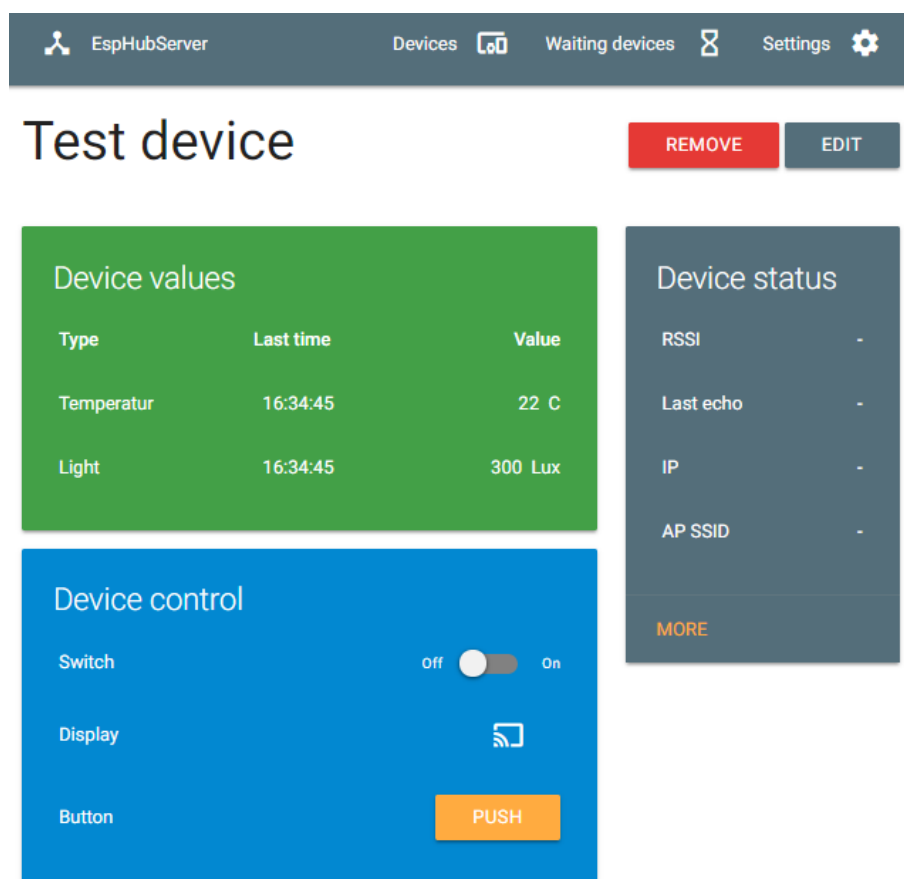 EspHubServer Devices Waiting devices Settings
Test device
REMOVE EDIT
Device values
Type Last time Value
Temperatur 16:34:45 22 C
Light 16:34:45 300 Lux
Device control
Switch Off On
Display
Button PUSH
Device status
RSSI -
Last echo -
IP -
AP SSID -
MORE